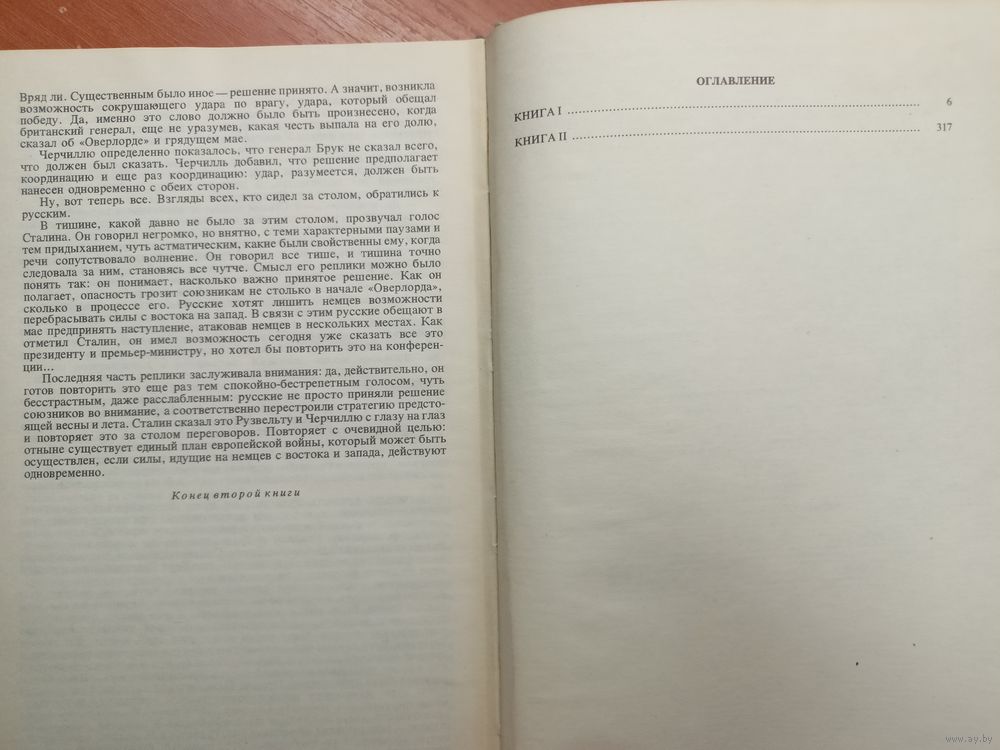 Вряд ли. Существенным было иное — решение принято. А значит, возникла
возможность сокрушающего удара по врагу, удара, который обещал
победу. Да, именно это слово должно было быть произнесено, когда
британский генерал, еще не уразумев, какая честь выпала на его долю,
сказал об «Оверлорде» и грядущем мае.
Черчиллю определенно показалось, что генерал Брук не сказал всего,
что должен был сказать. Черчилль добавил, что решение предполагает
координацию и еще раз координацию: удар, разумеется, должен быть
нанесен одновременно с обеих сторон.
Ну, вот теперь все. Взгляды всех, кто сидел за столом, обратились к
русским.
В тишине, какой давно не было за этим столом, прозвучал голос
Сталина. Он говорил негромко, но внятно, с теми характерными паузами и
тем придыханием, чуть астматическим, какие были свойственны ему, когда
речи сопутствовало волнение. Он говорил все тише, и тишина точно
следовала за ним, становясь все чутче. Смысл его реплики можно было
понять так: он понимает, насколько важно принятое решение. Как он
полагает, опасность грозит союзникам не столько в начале «Оверлорда»,
сколько в процессе его. Русские хотят лишить немцев возможности
перебрасывать силы с востока на запад. В связи с этим русские обещают в
мае предпринять наступление, атаковав немцев в нескольких местах. Как
отметил Сталин, он имел возможность сегодня уже сказать все это
президенту и премьер-министру, но хотел бы повторить это на конферен-
ции...
Последняя часть реплики заслуживала внимания: да, действительно, он
готов повторить это еще раз тем спокойно-бестрепетным голосом, чуть
бесстрастным, даже расслабленным: русские не просто приняли решение
союзников во внимание, а соответственно перестроили стратегию предсто-
ящей весны и лета. Сталин сказал это Рузвельту и Черчиллю с глазу на глаз
и повторяет это за столом переговоров. Повторяет с очевидной целью:
отныне существует единый план европейской войны, который может быть
осуществлен, если силы, идущие на немцев с востока и запада, действуют
одновременно.
Конец второй книги
ОГЛАВЛЕНИЕ
КНИГА I ........ 6
КНИГА II ........ 317
www.ay.by